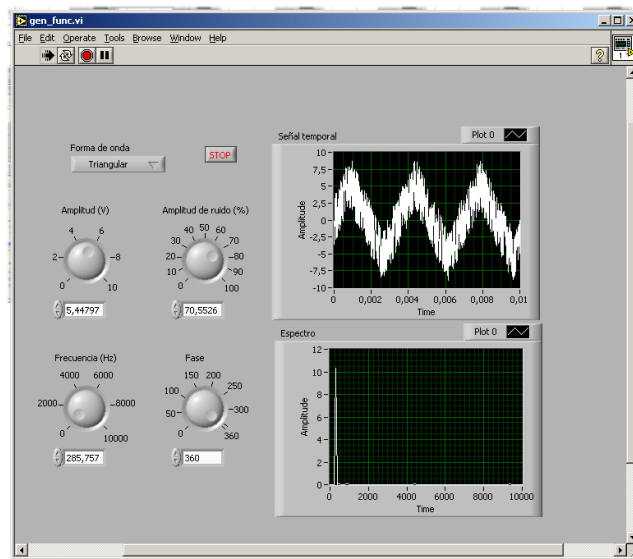 gen_func.vi
File Edit Operate Tools Browse Window Help
? 1
Forma de onda
Triangular
STOP
Amplitud (V)
0 2 4 6 8 10
5,44797
Amplitud de ruido (%)
0 10 20 30 40 50 60 70 80 90 100
70,5526
Frecuencia (Hz)
0 2000 4000 6000 8000 10000
285,757
Fase
0 50 100 150 200 250 300 360
360
Señal temporal
Plot 0
Amplitude
10
7,5
5
2,5
0
-2,5
-5
-7,5
-10
0 0,002 0,004 0,006 0,008 0,01
Time
Espectro
Plot 0
Amplitude
12
10
8
6
4
2
0
0 2000 4000 6000 8000 10000
Time